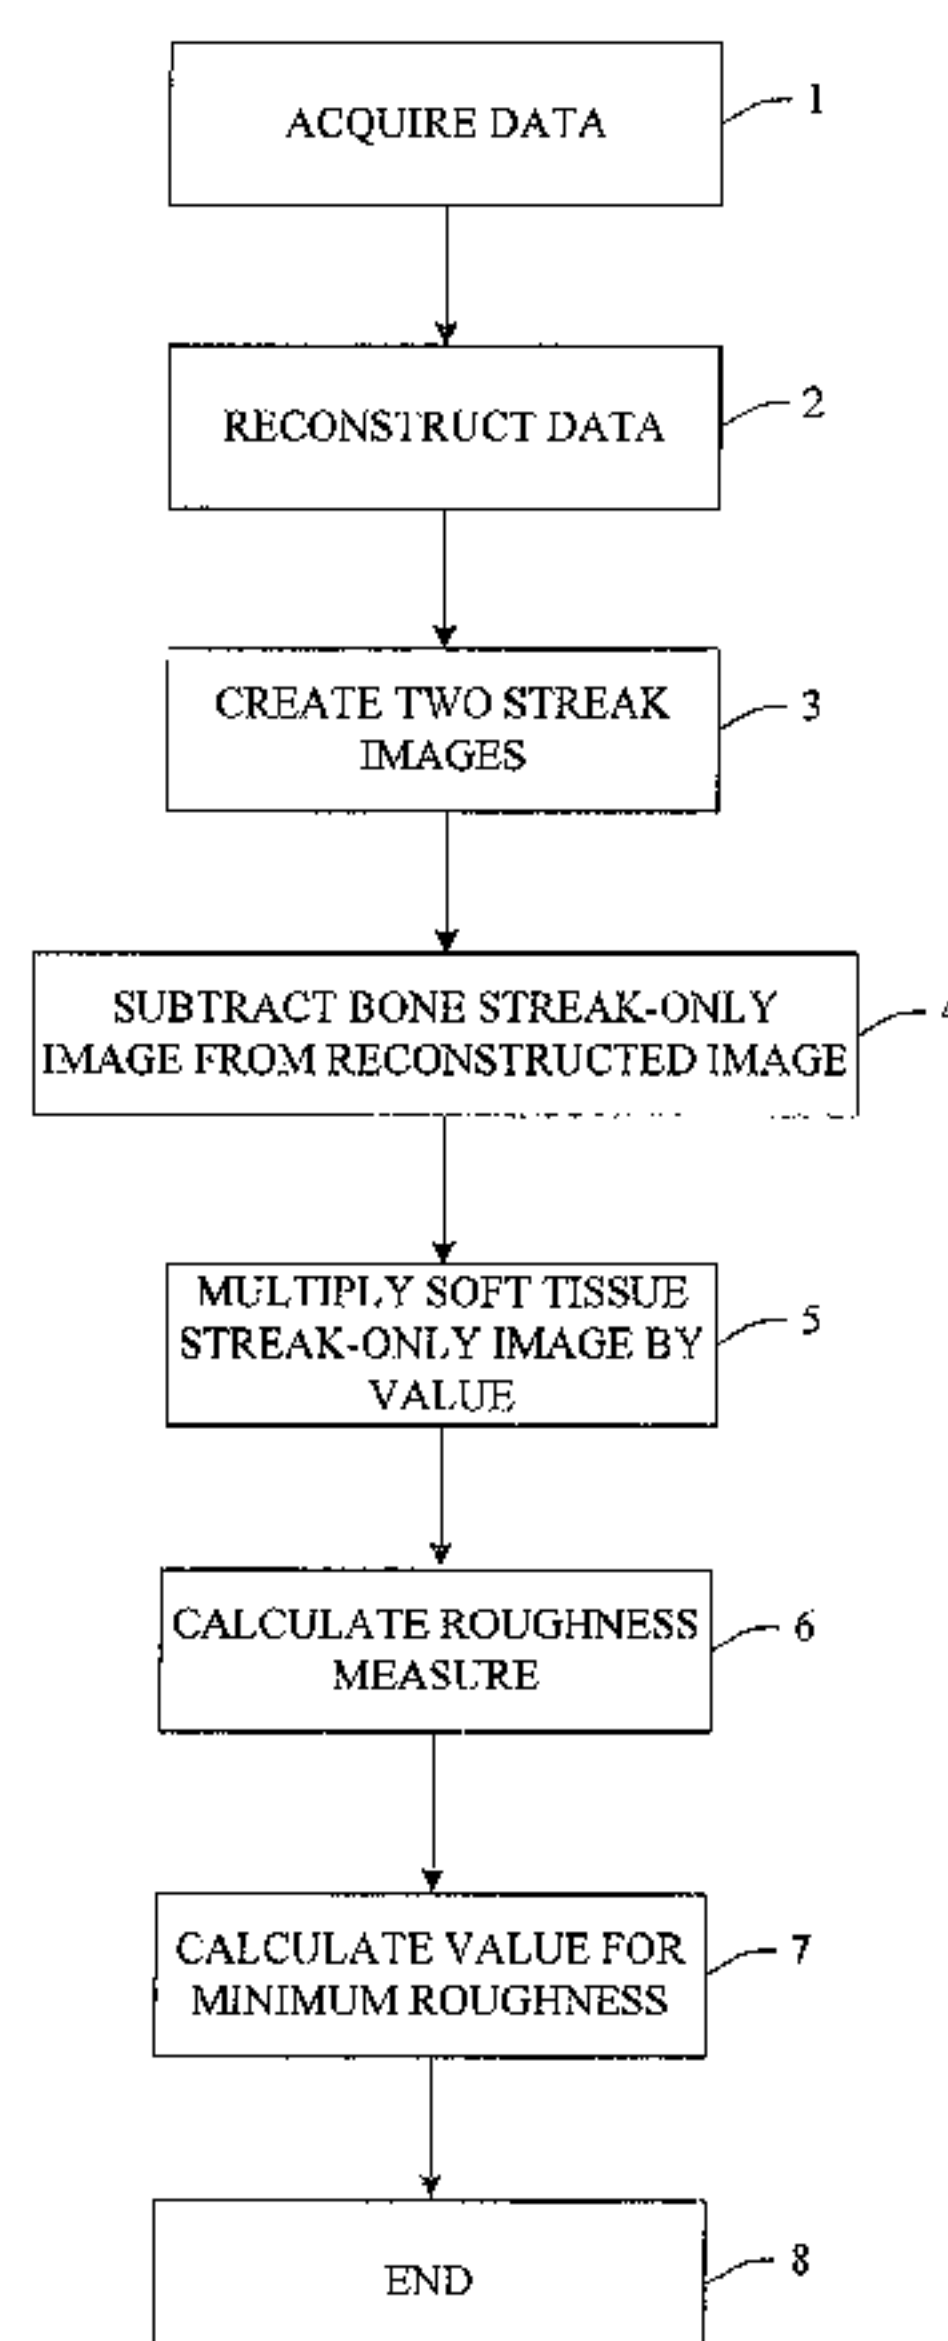 ACQUIRE DATA
1
RECONSTRUCT DATA
2
CREATE TWO STREAK
IMAGES
3
SUBTRACT BONE STREAK-ONLY
IMAGE FROM RECONSTRUCTED IMAGE
4
MULTIPLY SOFT TISSUE
STREAK-ONLY IMAGE BY
VALUE
5
CALCULATE ROUGHNESS
MEASURE
6
CALCULATE VALUE FOR
MINIMUM ROUGHNESS
7
END
8